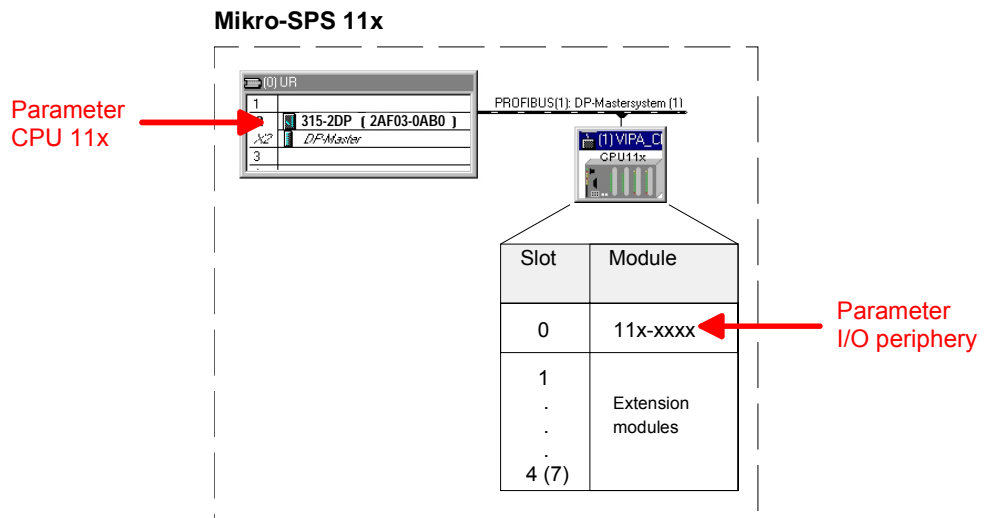 Mikro-SPS 11x
(0) UR
1
315-2DP ( 2AF03-0AB0 )
X2 DP-Master
3
Parameter
CPU 11x
PROFIBUS(1): DP-Mastersystem (1)
(1) VIPA_C
CPU11x
Slot Module
0 11x-xxxx
Parameter
I/O periphery
1
.
.
.
4 (7)
Extension
modules